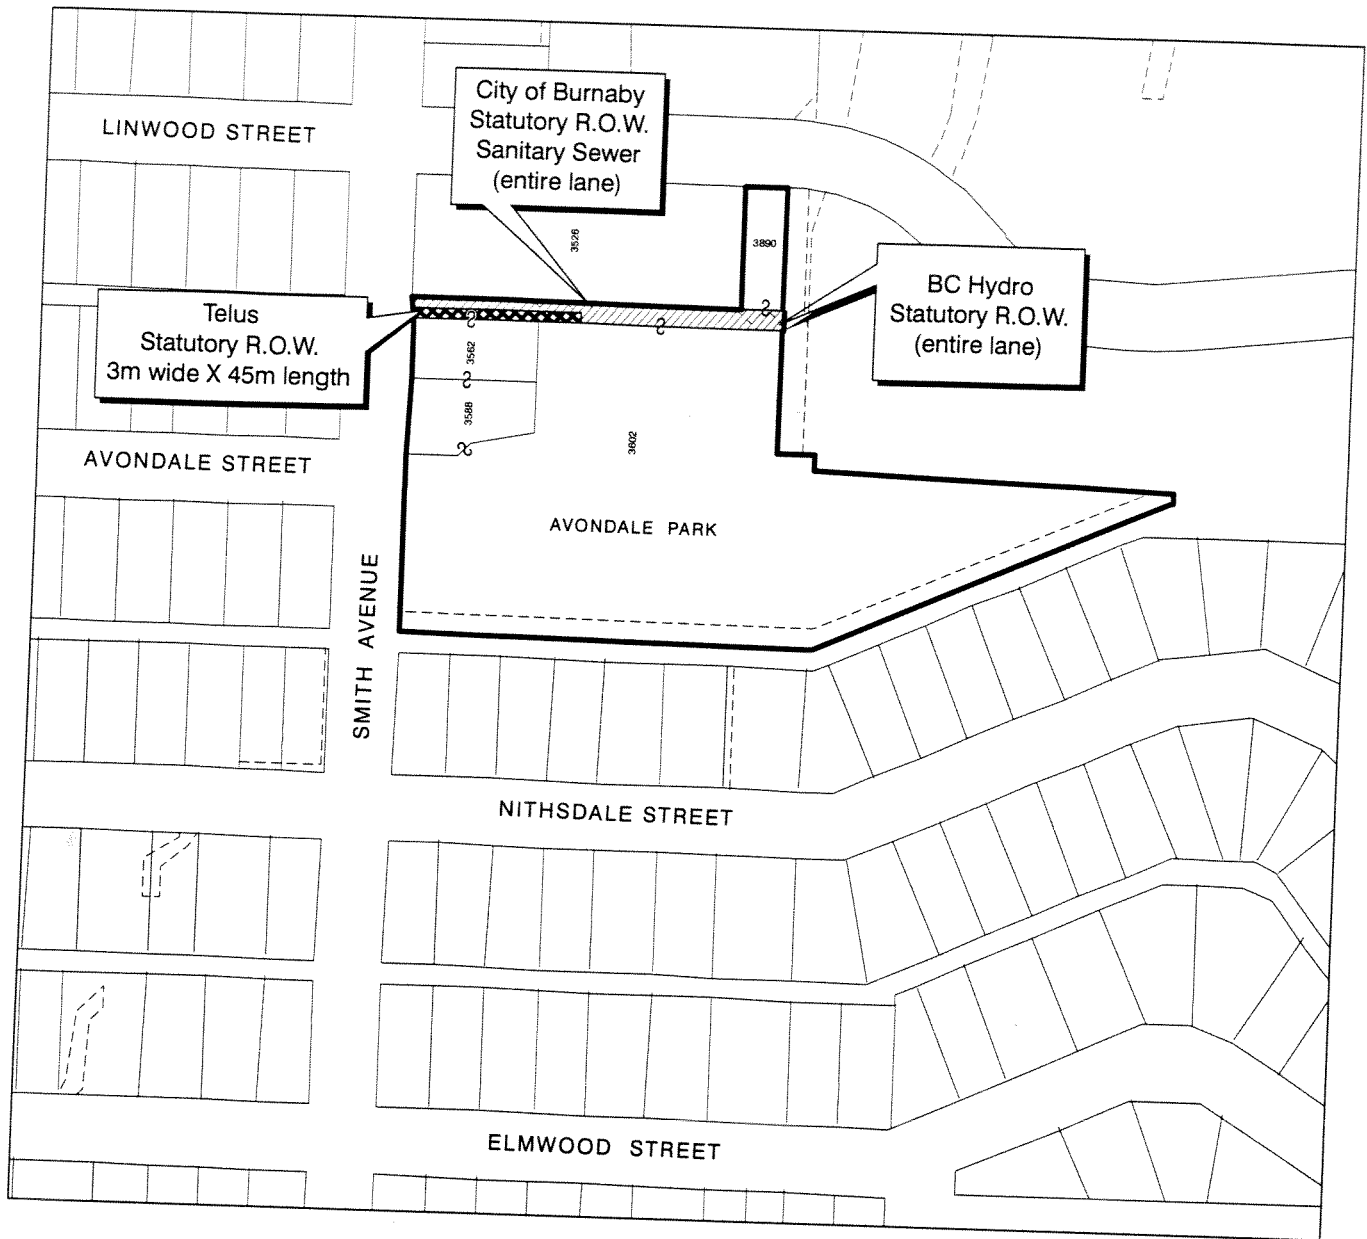 City of Burnaby
Statutory R.O.W.
Sanitary Sewer
(entire lane)
LINWOOD STREET
3526
3890
BC Hydro
Statutory R.O.W.
(entire lane)
Telus
Statutory R.O.W.
3m wide X 45m length
3562
3588
3602
AVONDALE STREET
AVONDALE PARK
SMITH AVENUE
NITHSDALE STREET
ELMWOOD STREET